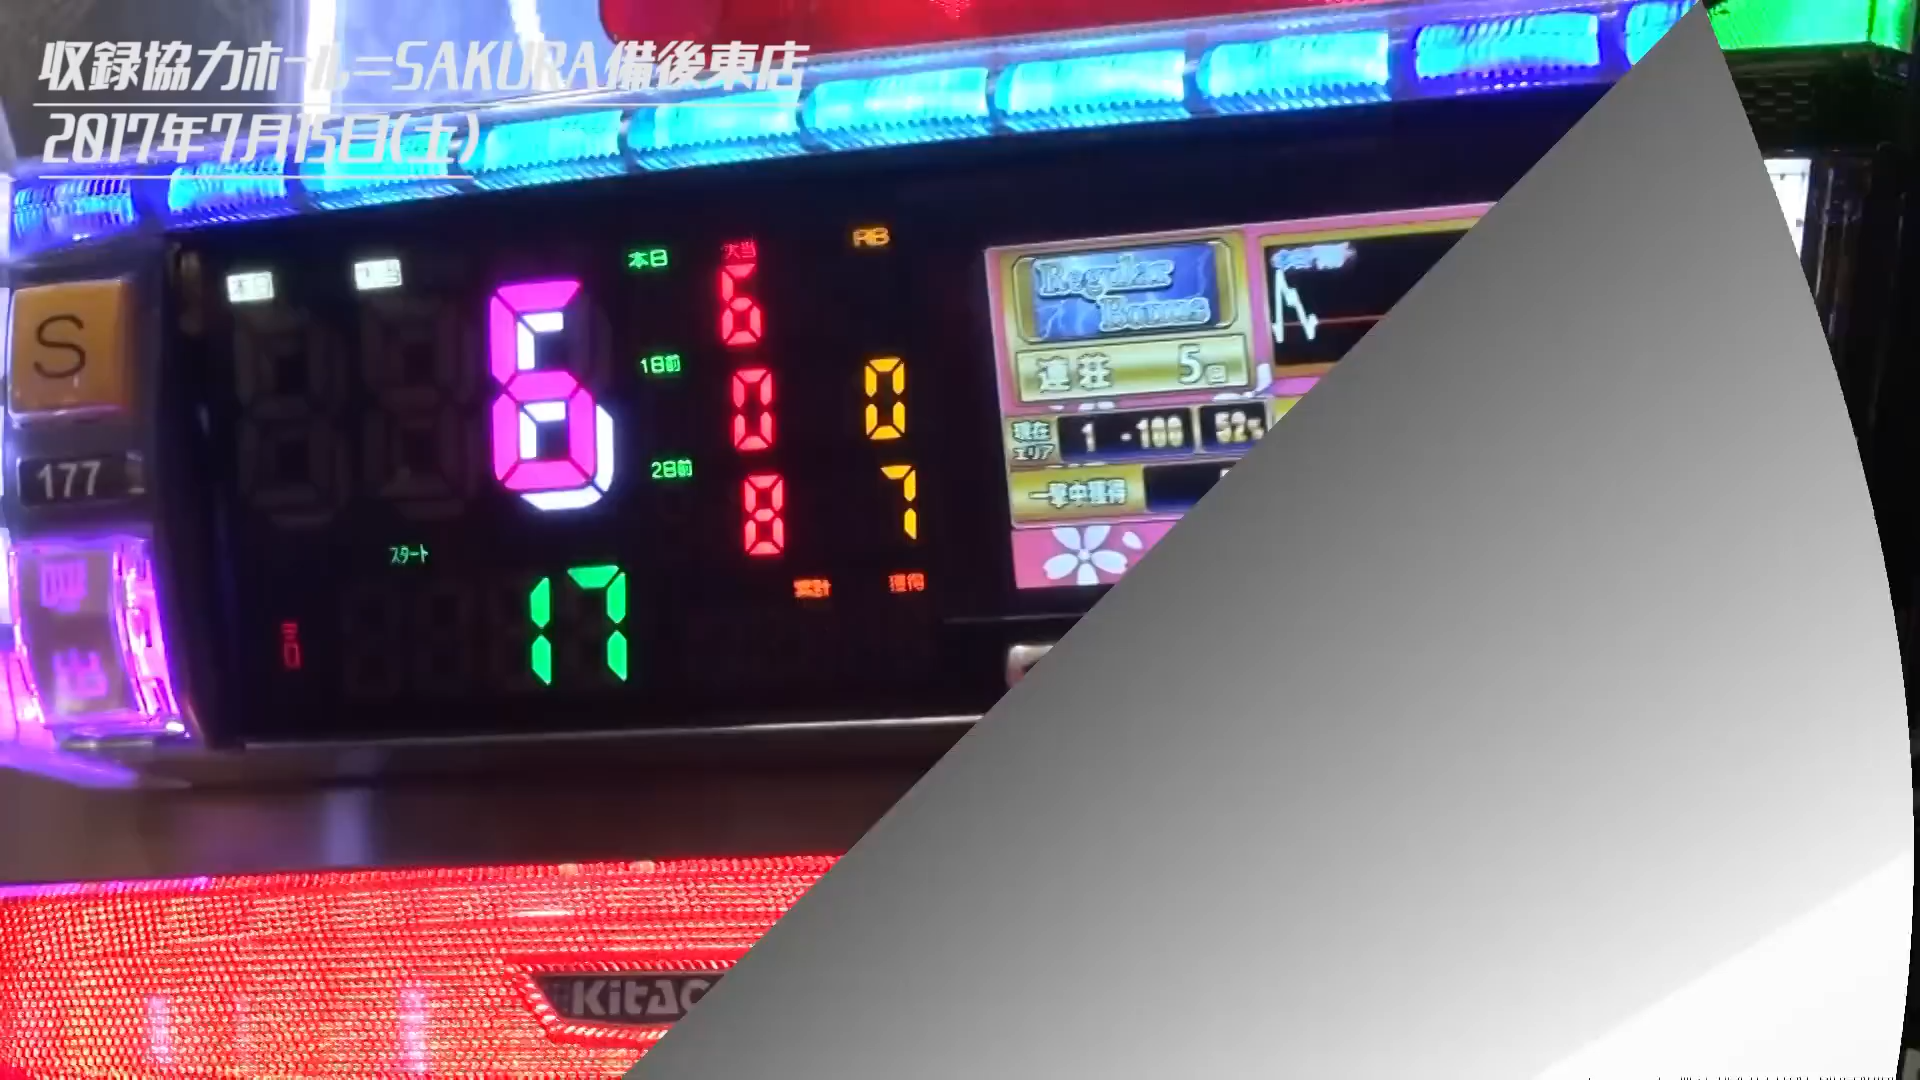 収録協力ホール=SAKURA備後東店
2017年7月15日(土)
本日
大当
RB
6
本日
6
Regular
Bonus
S
1日前
0
0
連荘 5回
現在
エリア
1 -100
52%
177
2日前
8
7
一撃中獲得
スタート
17
累計
獲得